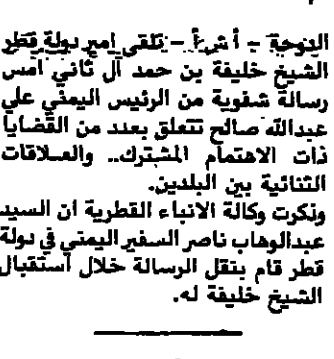 الدوحة - أ ش أ - تلقى امير دولة قطر
الشيخ خليفة بن حمد آل ثاني امس
رسالة شفوية من الرئيس اليمني علي
عبدالله صالح تتعلق بعدد من القضايا
ذات الاهتمام المشترك.. والعلاقات
الثنائية بين البلدين.
وذكرت وكالة الانباء القطرية ان السيد
عبدالوهاب ناصر السفير اليمني في دولة
قطر قام بنقل الرسالة خلال استقبال
الشيخ خليفة له.